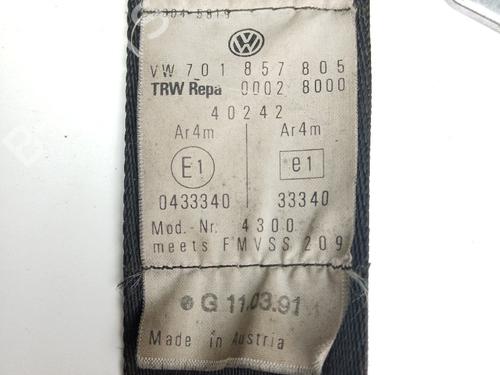 VW 701 857 805
TRW Repa 0002 8000
40242
Ar4m Ar4m
E1 e1
0433340 33340
Mod.-Nr. 4300
meets FMVSS 209
G 11.03.91
Made in Austria